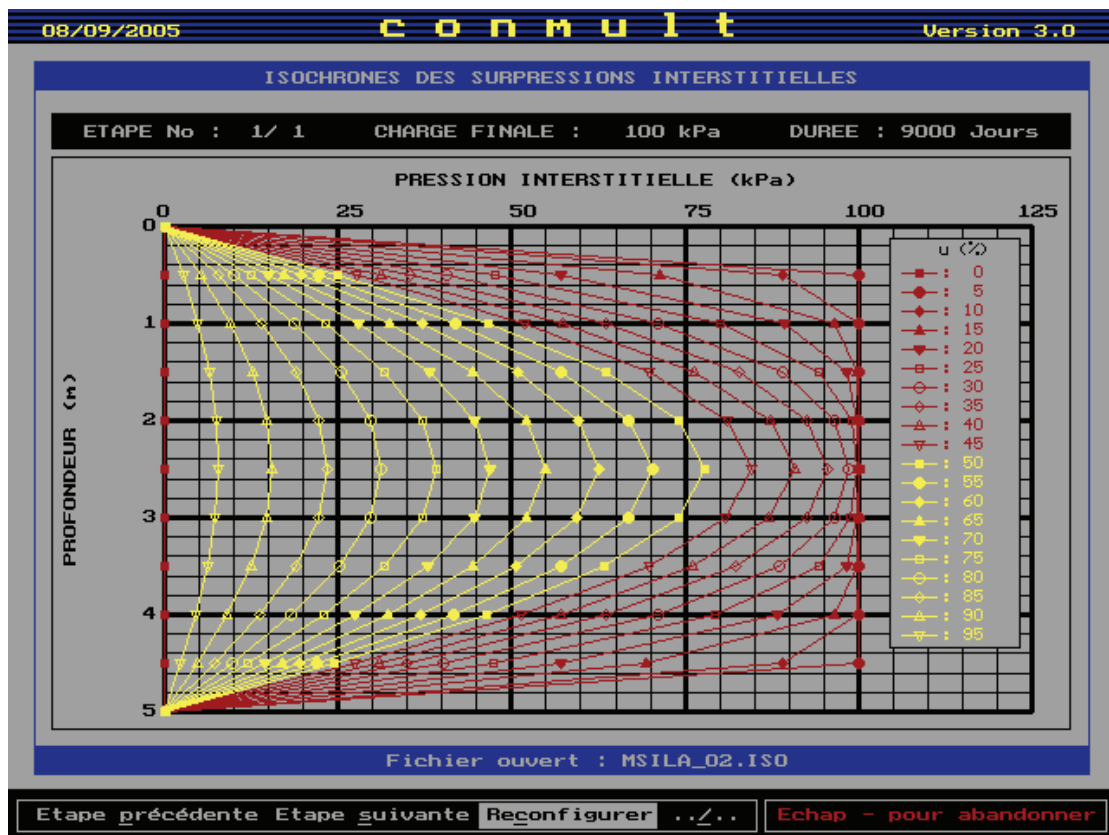 08/09/2005 conmult Version 3.0
ISOCHRONES DES SURPRESSIONS INTERSTITIELLES
ETAPE No : 1/ 1 CHARGE FINALE : 100 kPa DUREE : 9000 Jours
PRESSION INTERSTITIELLE (kPa)
0 25 50 75 100 125
0
1
2
3
4
5
PROFONDEUR (m)
u (%)
: 0
: 5
: 10
: 15
: 20
: 25
: 30
: 35
: 40
: 45
: 50
: 55
: 60
: 65
: 70
: 75
: 80
: 85
: 90
: 95
Fichier ouvert : MSILA_02.ISO
Etape précédente Etape suivante Reconfigurer ../.. Echap - pour abandonner